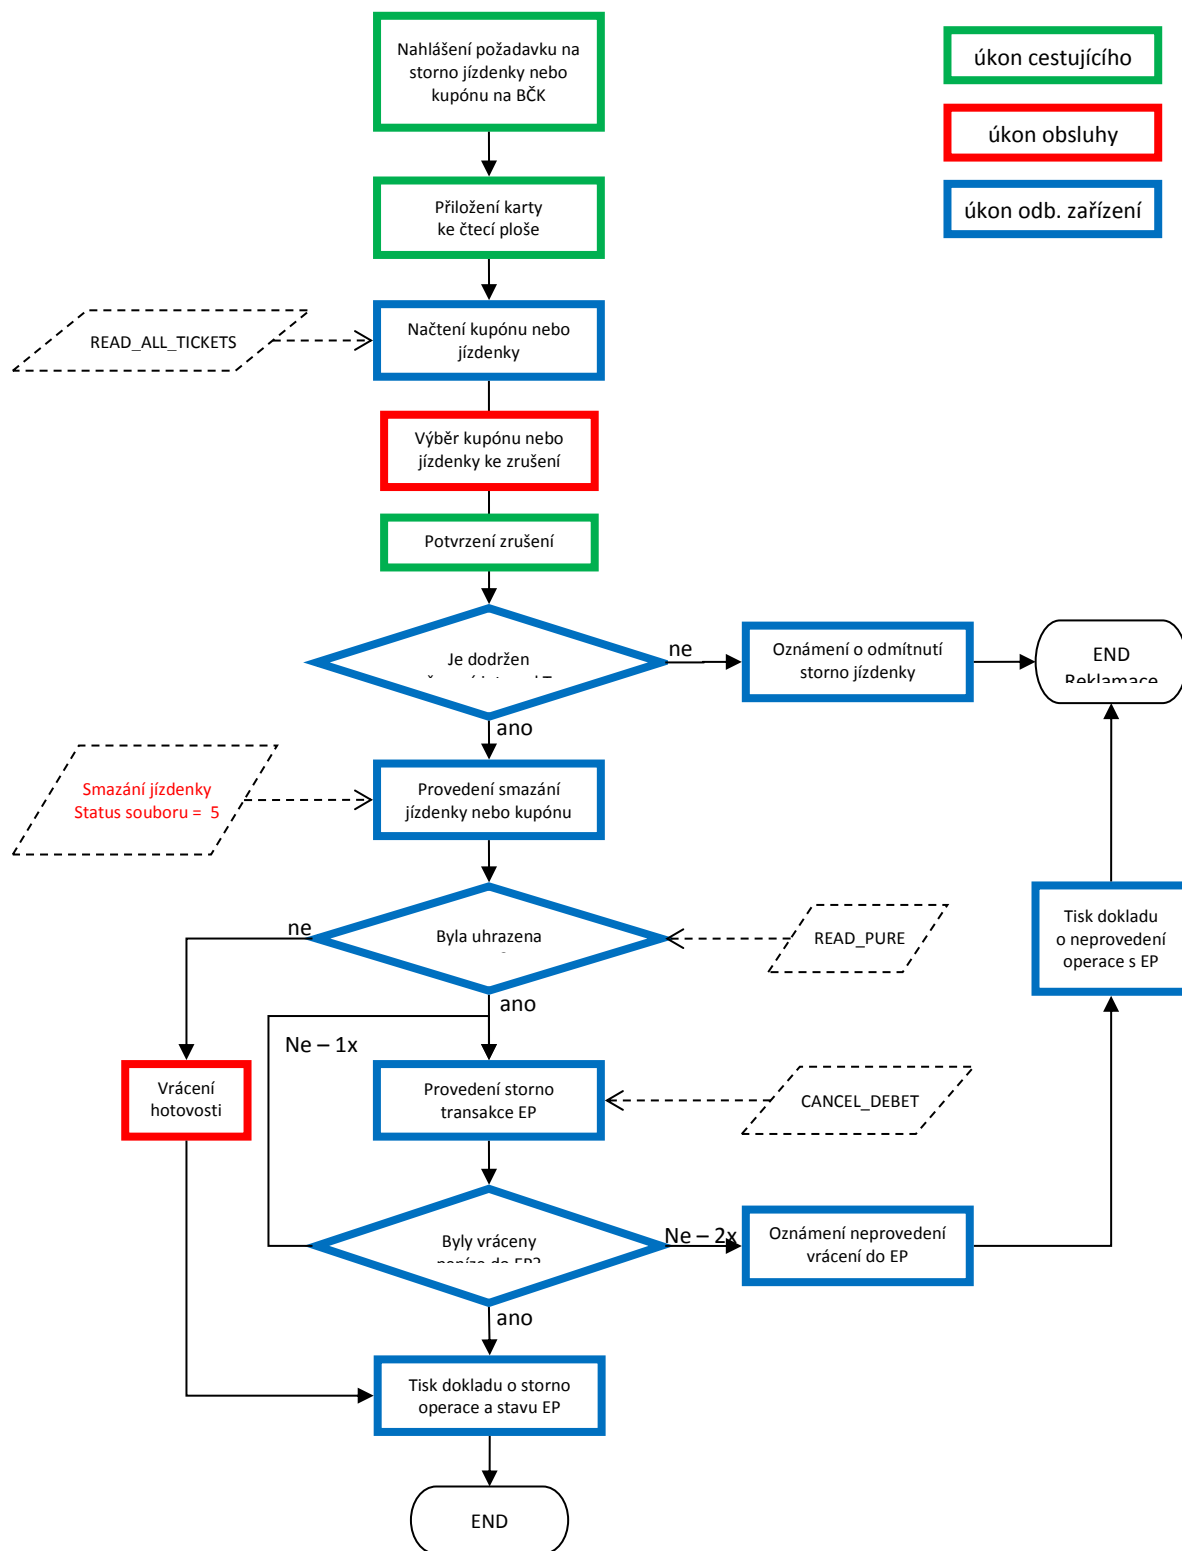 Nahlášení požadavku na
storno jízdenky nebo
kupónu na BČK
úkon cestujícího
úkon obsluhy
úkon odb. zařízení
Přiložení karty
ke čtecí ploše
READ_ALL_TICKETS
Načtení kupónu nebo
jízdenky
Výběr kupónu nebo
jízdenky ke zrušení
Potvrzení zrušení
Je dodržen
ne
Oznámení o odmítnutí
storno jízdenky
END
Reklamace
ano
Smazání jízdenky
Status souboru = 5
Provedení smazání
jízdenky nebo kupónu
ne
Byla uhrazena
READ_PURE
Tisk dokladu
o neprovedení
operace s EP
ano
Ne – 1x
Vrácení
hotovosti
Provedení storno
transakce EP
CANCEL_DEBET
Byly vráceny
peníze do EP?
Ne – 2x
Oznámení neprovedení
vrácení do EP
ano
Tisk dokladu o storno
operace a stavu EP
END